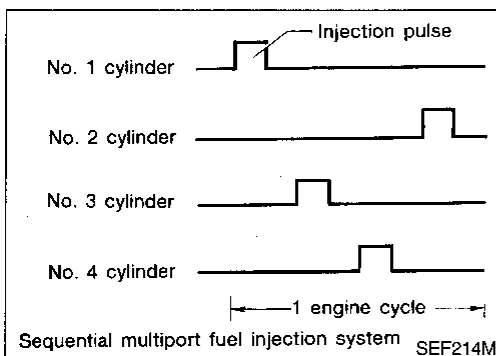 Injection pulse
No. 1 cylinder
No. 2 cylinder
No. 3 cylinder
No. 4 cylinder
1 engine cycle
Sequential multiport fuel injection system
SEF214M